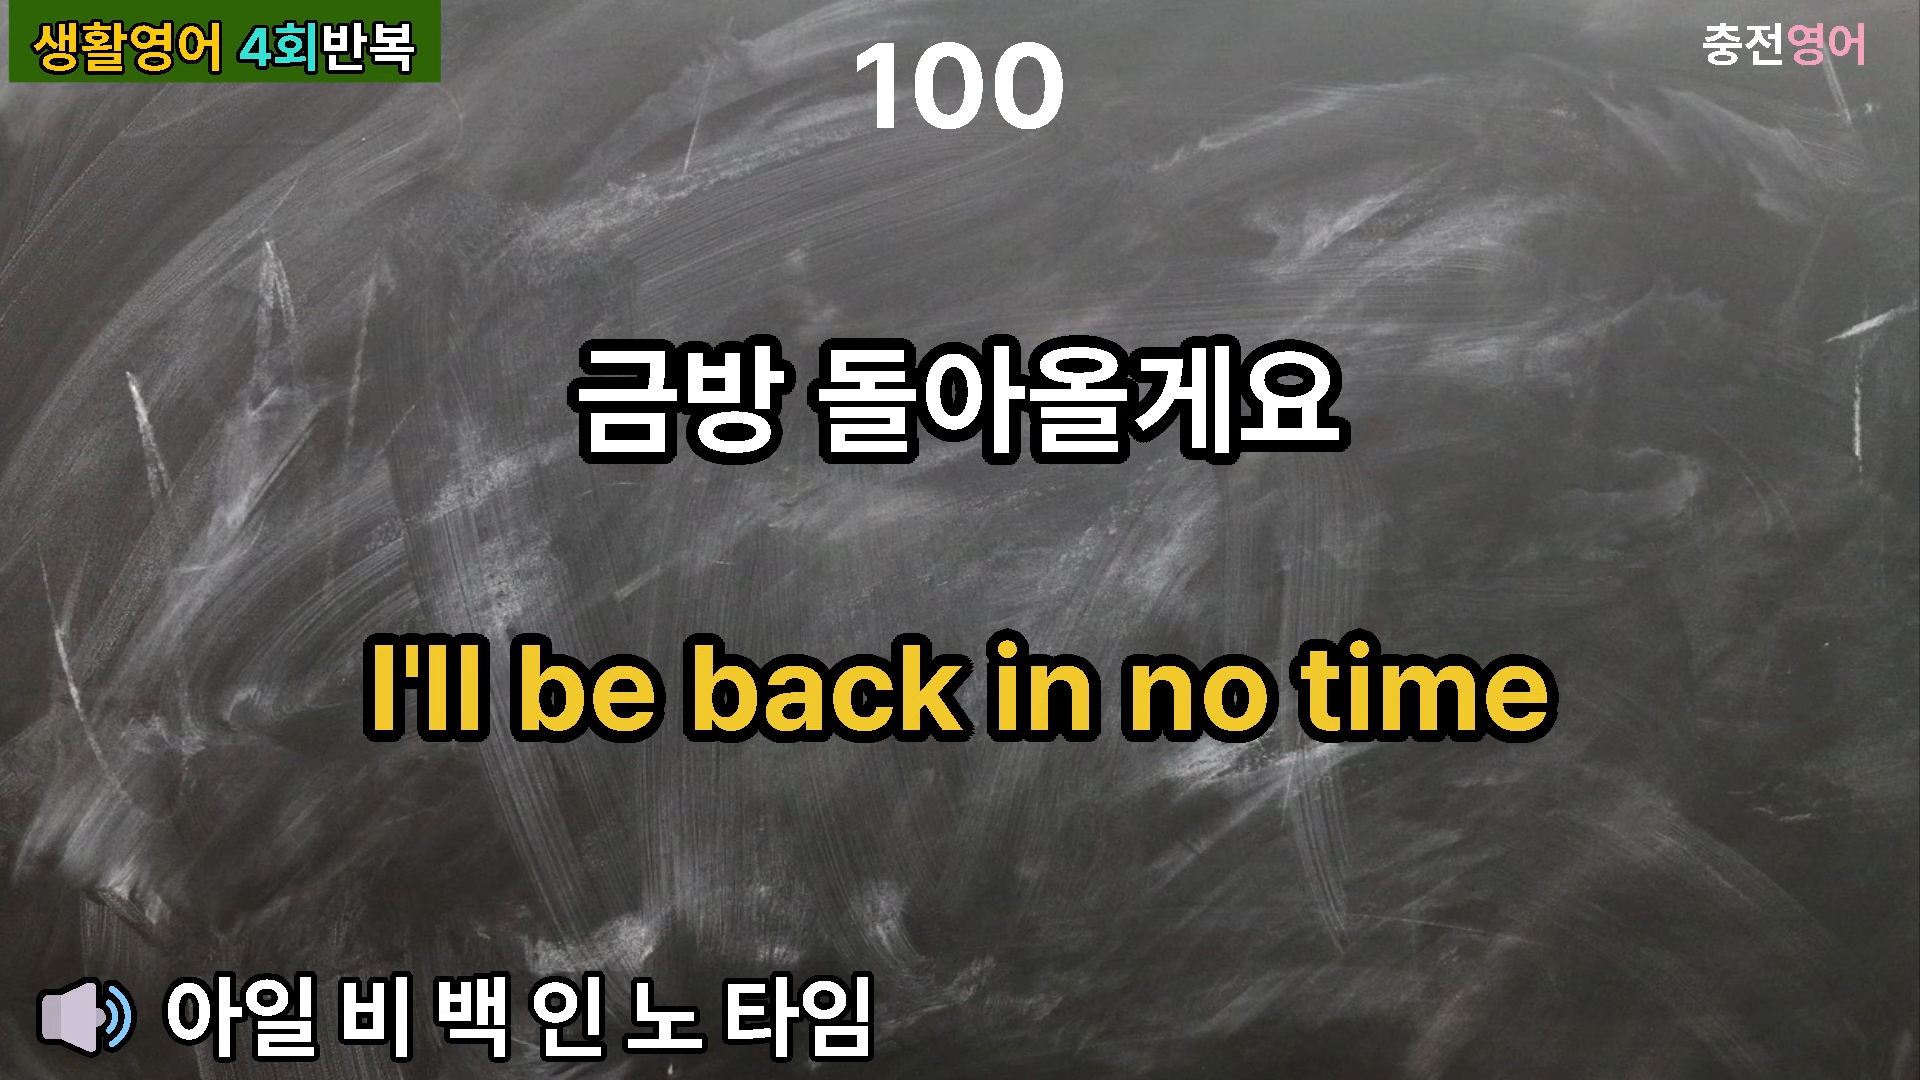 생활영어 4회반복
100
충전영어
금방 돌아올게요
I'll be back in no time
아일 비 백 인 노 타임